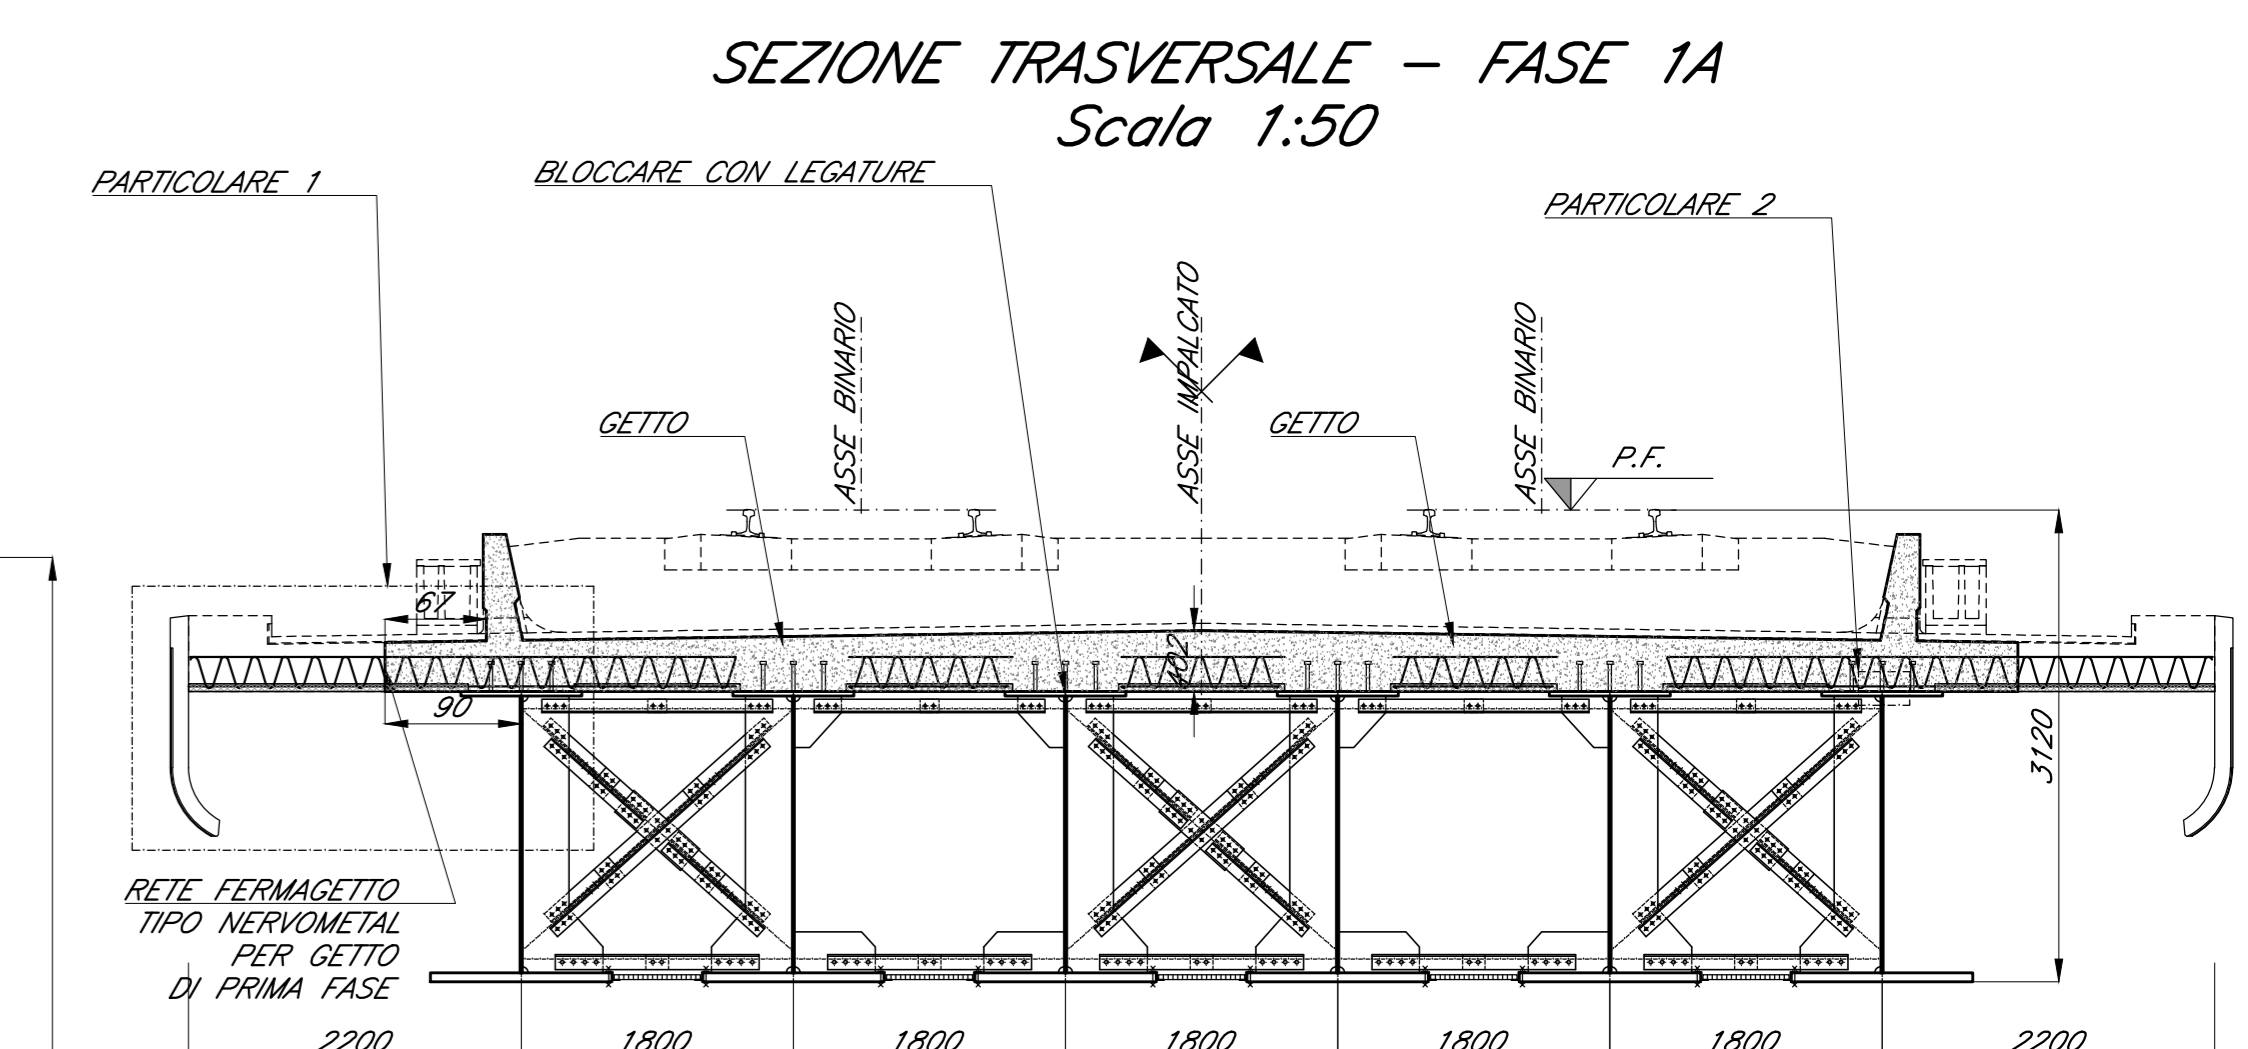 SEZIONE TRASVERSALE – FASE 1A
Scala 1:50
PARTICOLARE 1
BLOCCARE CON LEGATURE
PARTICOLARE 2
ASSE BINARIO
ASSE IMPALCATO
ASSE BINARIO
GETTO
GETTO
P.F.
67
402
90
3120
RETE FERMAGETTO
TIPO NERVOMETAL
PER GETTO
DI PRIMA FASE
2200
1800
1800
1800
1800
1800
2200